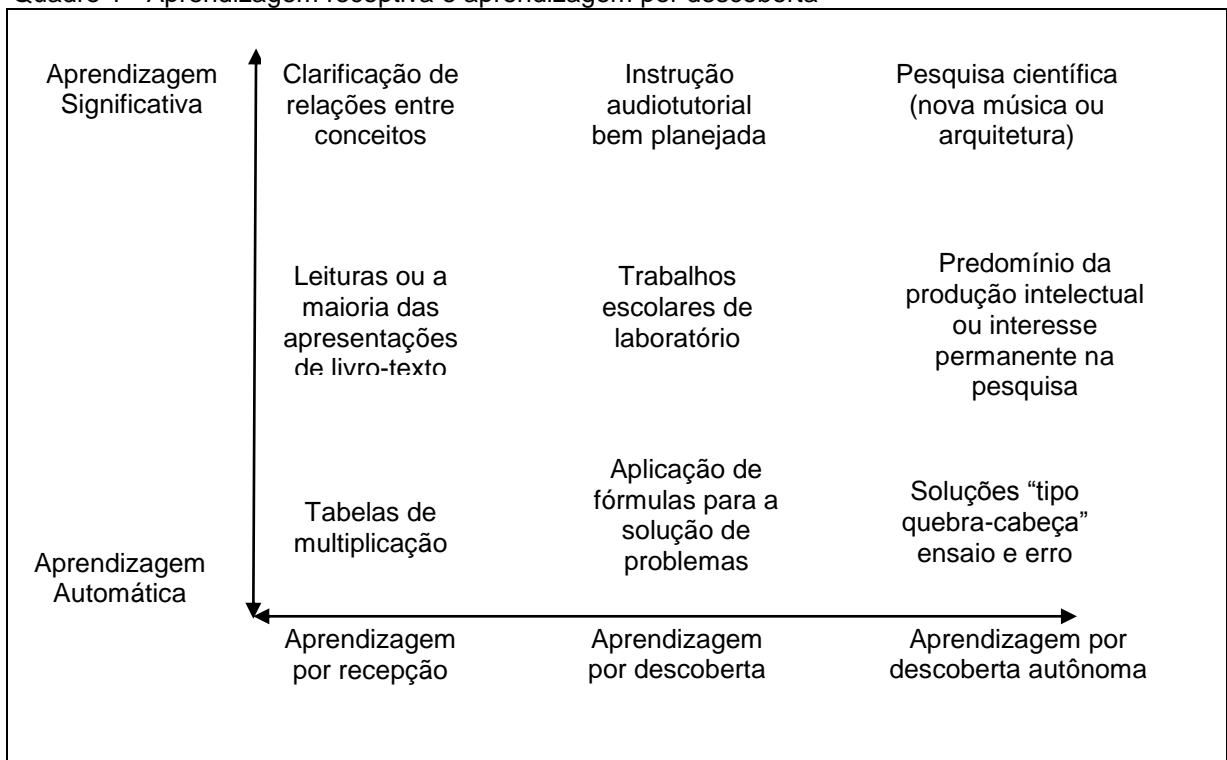 Aprendizagem
Significativa
Clarificação de
relações entre
conceitos
Instrução
audiotutorial
bem planejada
Pesquisa científica
(nova música ou
arquitetura)
Leituras ou a
maioria das
apresentações
de livro-texto
Trabalhos
escolares de
laboratório
Predomínio da
produção intelectual
ou interesse
permanente na
pesquisa
Aprendizagem
Automática
Tabelas de
multiplicação
Aplicação de
fórmulas para a
solução de
problemas
Soluções “tipo
quebra-cabeça”
ensaio e erro
Aprendizagem
por recepção
Aprendizagem
por descoberta
Aprendizagem por
descoberta autônoma